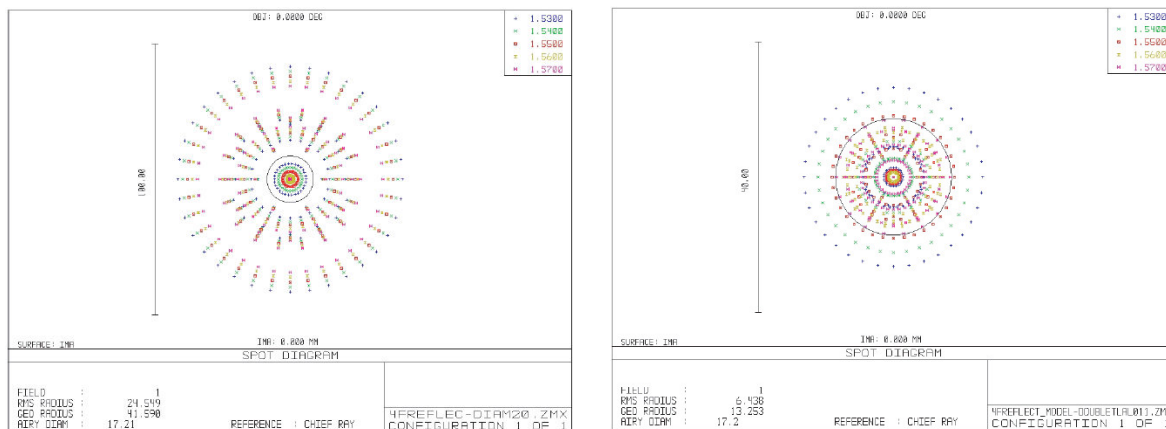 OBJ: 0.0000 DEG
+ 1.5300
× 1.5400
1.5500
1.5600
1.5700
100.00
SURFACE: IMA
IMA: 0.000 MM
SPOT DIAGRAM
FIELD : 1
RMS RADIUS : 24.549
GEO RADIUS : 41.590
AIRY DIAM : 17.21 REFERENCE : CHIEF RAY
4FREFLEC-DIAM20.ZMX
CONFIGURATION 1 OF 1
OBJ: 0.0000 DEG
+ 1.5300
× 1.5400
1.5500
1.5600
1.5700
40.00
SURFACE: IMA
IMA: 0.000 MM
SPOT DIAGRAM
FIELD : 1
RMS RADIUS : 6.438
GEO RADIUS : 13.253
AIRY DIAM : 17.2 REFERENCE : CHIEF RAY
CONFIGURATION 1 OF